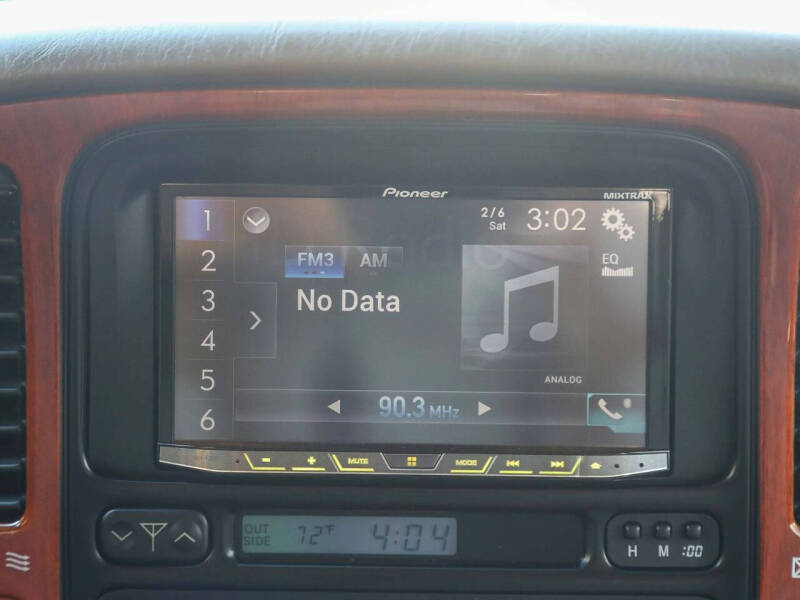 Pioneer
MIXTRAX
1
2/6
Sat
3:02
2
FM3 AM
EQ
No Data
3
4
5
ANALOG
6
90.3 MHz
- + MUTE MODE
OUT SIDE 72°F 4:04
H M :00